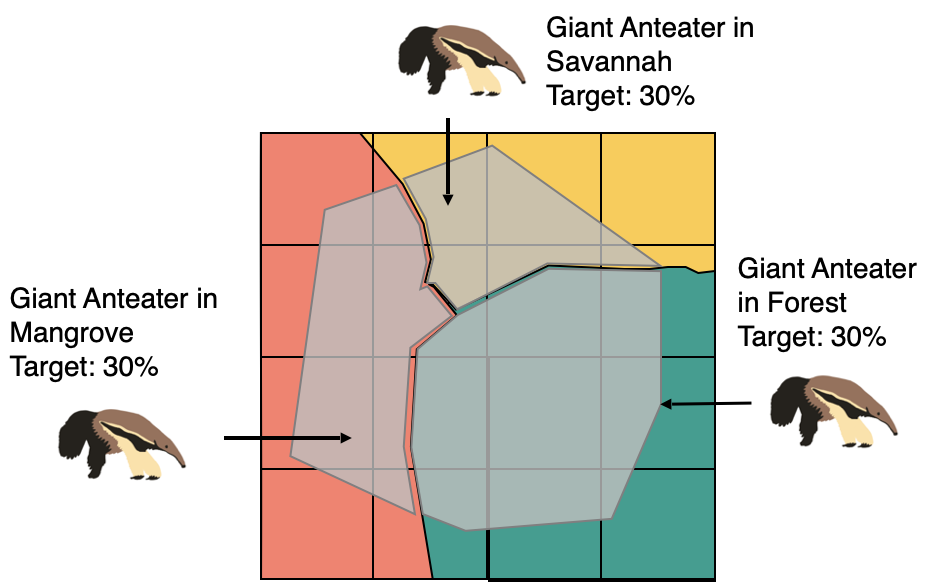 Giant Anteater in
Savannah
Target: 30%
Giant Anteater
in Forest
Target: 30%
Giant Anteater in
Mangrove
Target: 30%